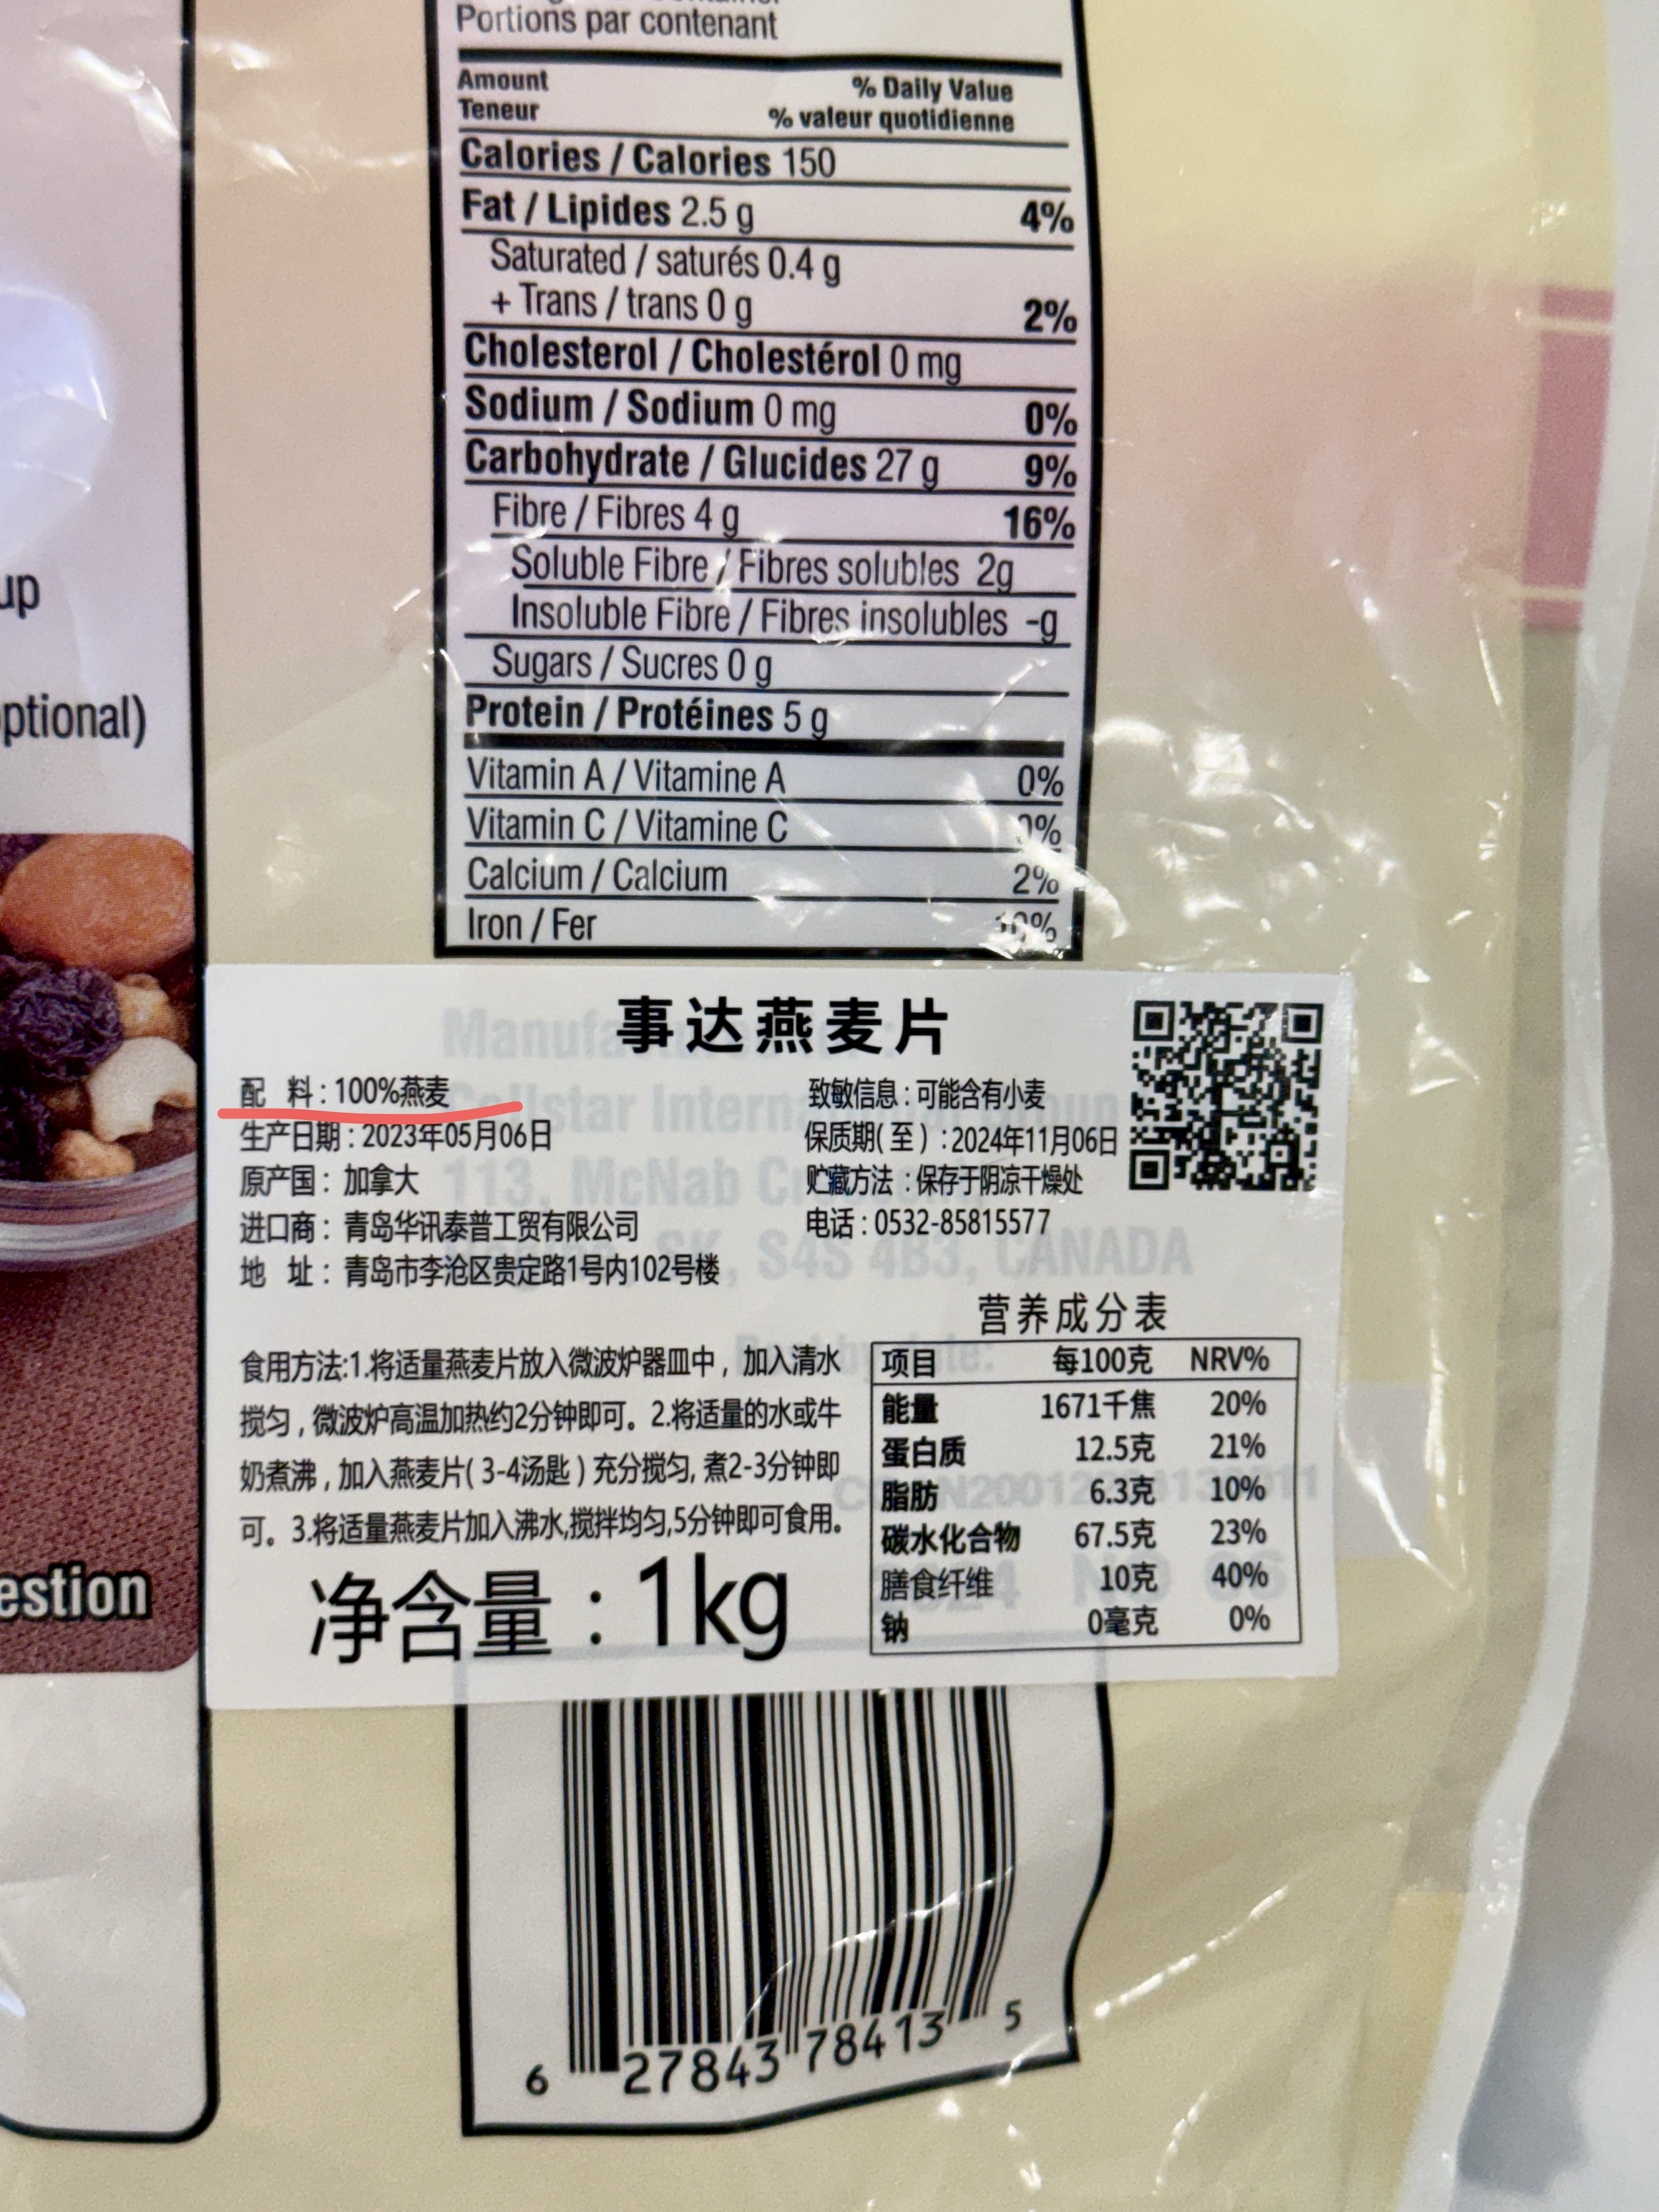 Portions par contenant
Amount % Daily Value
Teneur % valeur quotidienne
Calories / Calories 150
Fat / Lipides 2.5 g 4%
Saturated / saturés 0.4 g
+ Trans / trans 0 g 2%
Cholesterol / Cholestérol 0 mg
Sodium / Sodium 0 mg 0%
Carbohydrate / Glucides 27 g 9%
Fibre / Fibres 4 g 16%
Soluble Fibre / Fibres solubles 2g
Insoluble Fibre / Fibres insolubles -g
Sugars / Sucres 0 g
Protein / Protéines 5 g
Vitamin A / Vitamine A 0%
Vitamin C / Vitamine C 0%
Calcium / Calcium 2%
Iron / Fer 10%
up
ptional)
estion
事达燕麦片
配 料：100%燕麦
生产日期：2023年05月06日
原产国：加拿大
进口商：青岛华讯泰普工贸有限公司
地 址：青岛市李沧区贵定路1号内102号楼
致敏信息：可能含有小麦
保质期(至)：2024年11月06日
贮藏方法：保存于阴凉干燥处
电话：0532-85815577
113, McNab
SK, S4S 4B3, CANADA
食用方法:1.将适量燕麦片放入微波炉器皿中，加入清水
搅匀，微波炉高温加热约2分钟即可。2.将适量的水或牛
奶煮沸，加入燕麦片(3-4汤匙)充分搅匀,煮2-3分钟即
可。3.将适量燕麦片加入沸水,搅拌均匀,5分钟即可食用。
净含量：1kg
营养成分表
项目 每100克 NRV%
能量 1671千焦 20%
蛋白质 12.5克 21%
脂肪 6.3克 10%
碳水化合物 67.5克 23%
膳食纤维 10克 40%
钠 0毫克 0%
6 27843 78413 5